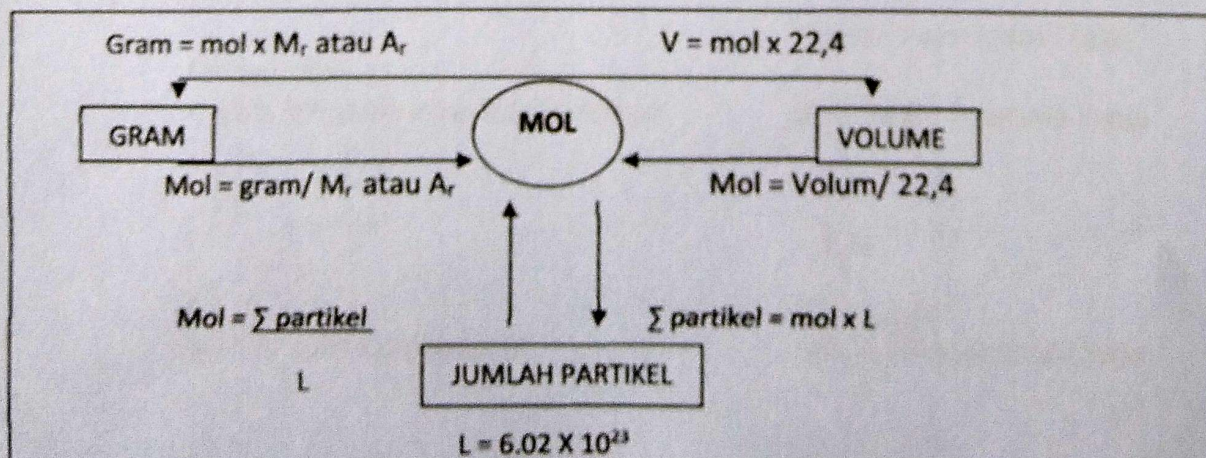 Gram = mol x Mᵣ atau Aᵣ V = mol x 22,4
GRAM MOL VOLUME
Mol = gram/ Mᵣ atau Aᵣ Mol = Volum/ 22,4
Mol = ∑ partikel ∑ partikel = mol x L
L JUMLAH PARTIKEL
L = 6.02 X 10²³